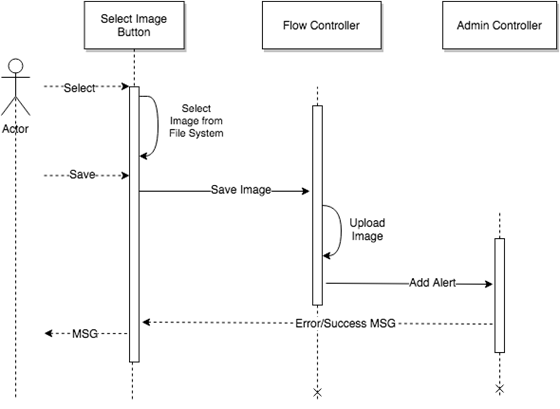 Select Image
Button
Flow Controller
Admin Controller
Select
Actor
Select
Image from
File System
Save
Save Image
Upload
Image
Add Alert
Error/Success MSG
MSG